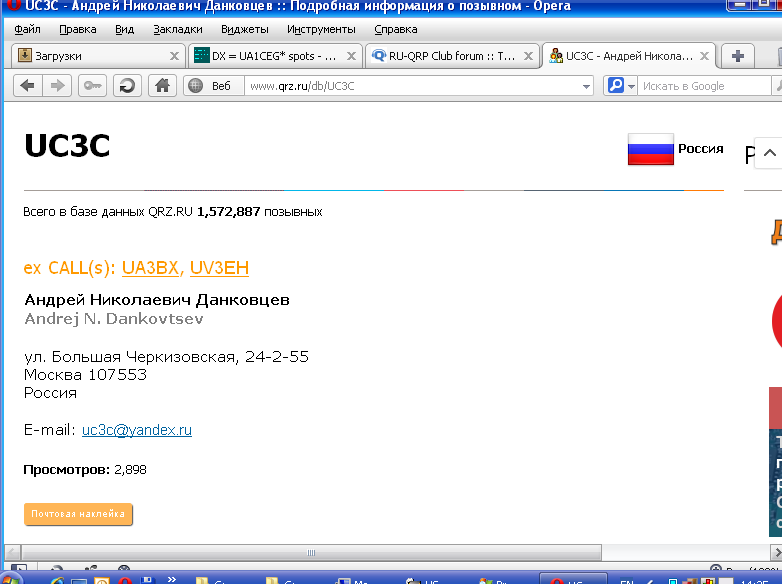 UC3C - Андрей Николаевич Данковцев :: Подробная информация о позывном - Opera
Файл Правка Вид Закладки Виджеты Инструменты Справка
Загрузки DX = UA1CEG* spots - ... RU-QRP Club forum :: Т... UC3C - Андрей Никола...
Веб www.qrz.ru/db/UC3C Искать в Google
UC3C
Россия
Всего в базе данных QRZ.RU 1,572,887 позывных
ex CALL(s): UA3BX, UV3EH
Андрей Николаевич Данковцев
Andrej N. Dankovtsev
ул. Большая Черкизовская, 24-2-55
Москва 107553
Россия
E-mail: uc3c@yandex.ru
Просмотров: 2,898
Почтовая наклейка